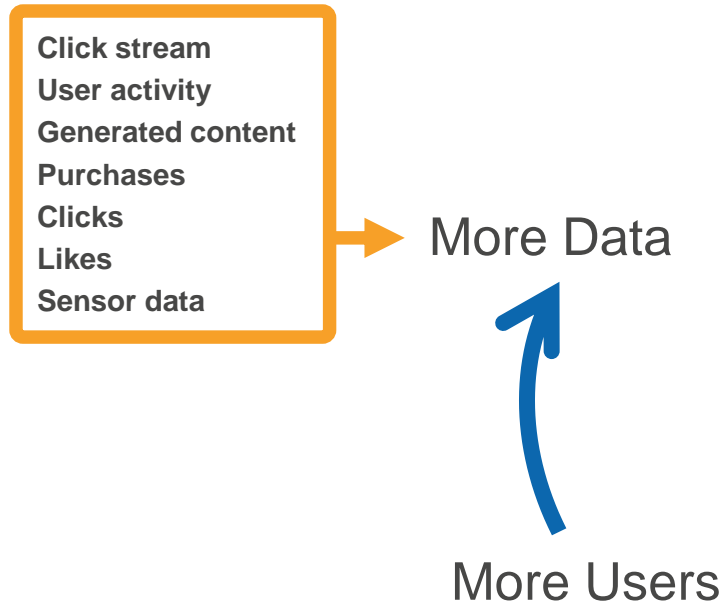 Click stream
User activity
Generated content
Purchases
Clicks
Likes
Sensor data
More Data
More Users